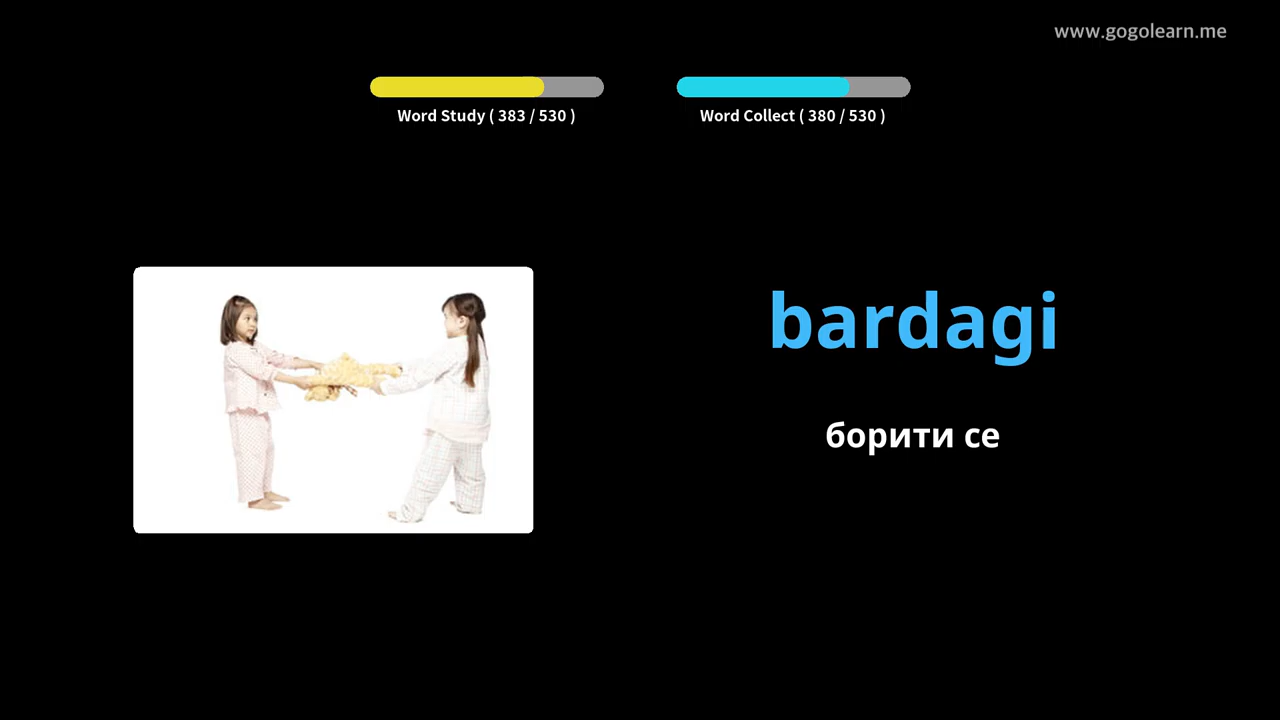 www.gogolearn.me
Word Study ( 383 / 530 )
Word Collect ( 380 / 530 )
bardagi
борити се